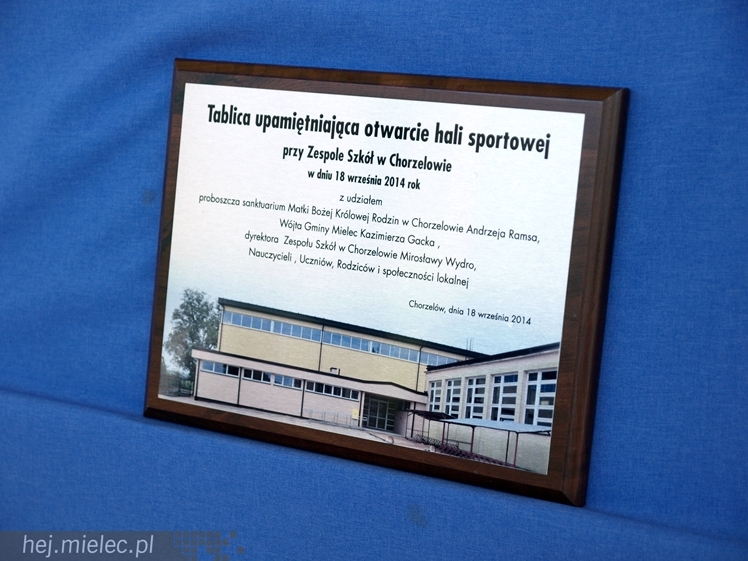 Tablica upamiętniająca otwarcie hali sportowej
przy Zespole Szkół w Chorzelowie
w dniu 18 września 2014 rok
z udziałem
proboszcza sanktuarium Matki Bożej Królowej Rodzin w Chorzelowie Andrzeja Ramsa,
Wójta Gminy Mielec Kazimierza Gacka ,
dyrektora Zespołu Szkół w Chorzelowie Mirosławy Wydro,
Nauczycieli , Uczniów, Rodziców i społeczności lokalnej
Chorzelów, dnia 18 września 2014
hej.mielec.pl